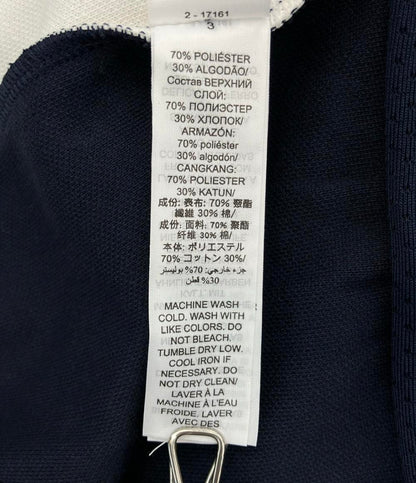 2 - 17161
3
70% POLIÉSTER
30% ALGODÃO/
Состав ВЕРХНИЙ
СЛОЙ:
70% ПОЛИЭСТЕР
30% ХЛОПОК/
ARMAZÓN:
70% poliéster
30% algodón/
CANGKANG:
70% POLIESTER
30% KATUN/
成份: 表布: 70% 聚酯
纖維 30% 棉/
成份: 面料: 70% 聚酯
纤维 30% 棉/
本体: ポリエステル
70% コットン 30%/
جزء خارجي: 70% بوليستر
30% قطن
MACHINE WASH
COLD. WASH WITH
LIKE COLORS. DO
NOT BLEACH.
TUMBLE DRY LOW.
COOL IRON IF
NECESSARY. DO
NOT DRY CLEAN/
LAVER À LA
MACHINE À L'EAU
FROIDE. LAVER
AVEC DES